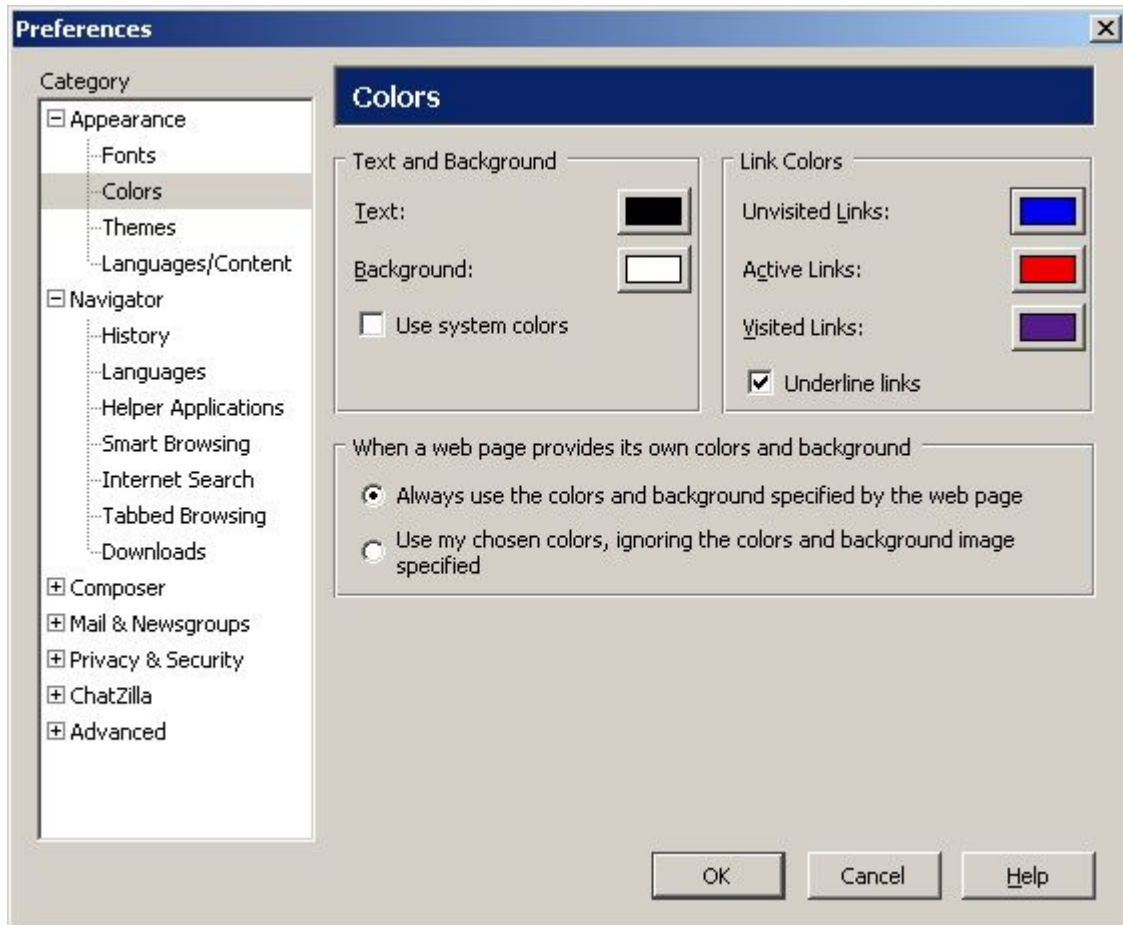 Preferences
Category
Appearance
Fonts
Colors
Themes
Languages/Content
Navigator
History
Languages
Helper Applications
Smart Browsing
Internet Search
Tabbed Browsing
Downloads
Composer
Mail & Newsgroups
Privacy & Security
ChatZilla
Advanced
Colors
Text and Background
Text:
Background:
Use system colors
Link Colors
Unvisited Links:
Active Links:
Visited Links:
Underline links
When a web page provides its own colors and background
Always use the colors and background specified by the web page
Use my chosen colors, ignoring the colors and background image
specified
OK
Cancel
Help